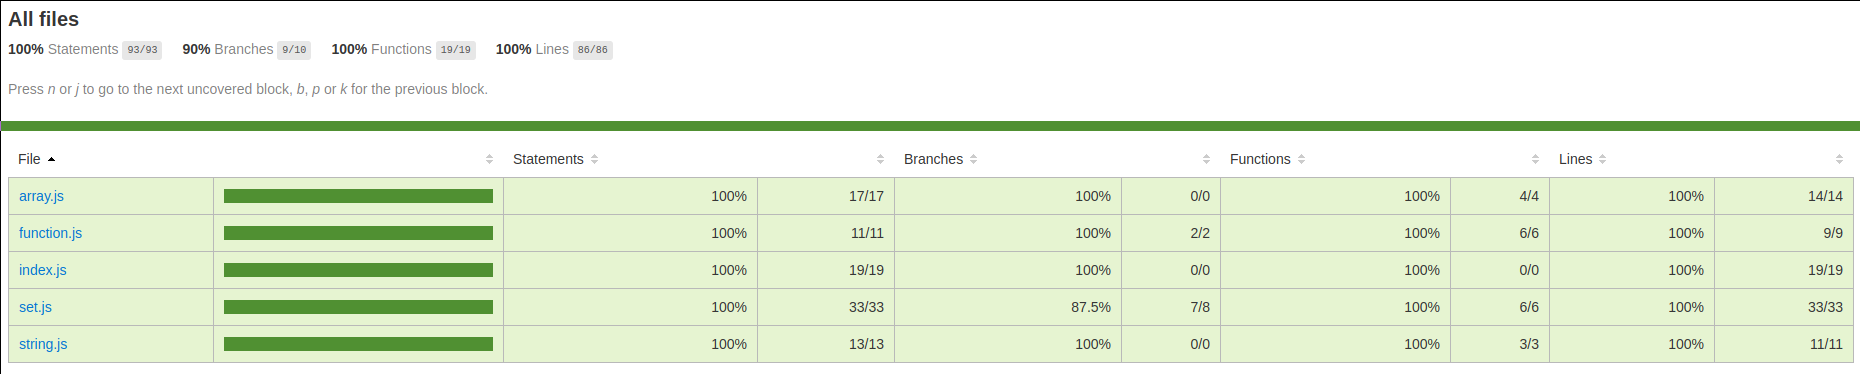 All files
100% Statements 93/93 90% Branches 9/10 100% Functions 19/19 100% Lines 86/86
Press n or j to go to the next uncovered block, b, p or k for the previous block.
File Statements Branches Functions Lines
array.js 100% 17/17 100% 0/0 100% 4/4 100% 14/14
function.js 100% 11/11 100% 2/2 100% 6/6 100% 9/9
index.js 100% 19/19 100% 0/0 100% 0/0 100% 19/19
set.js 100% 33/33 87.5% 7/8 100% 6/6 100% 33/33
string.js 100% 13/13 100% 0/0 100% 3/3 100% 11/11